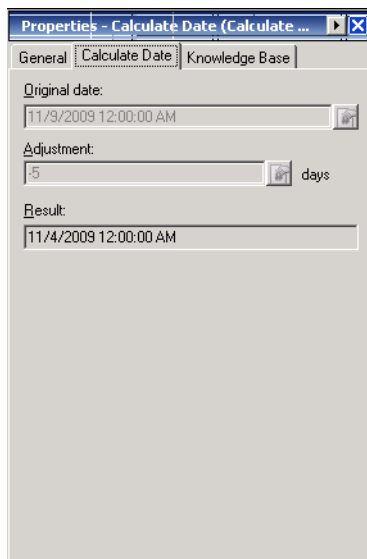 Properties - Calculate Date (Calculate ...
General Calculate Date Knowledge Base
Original date:
11/9/2009 12:00:00 AM
Adjustment:
-5 days
Result:
11/4/2009 12:00:00 AM